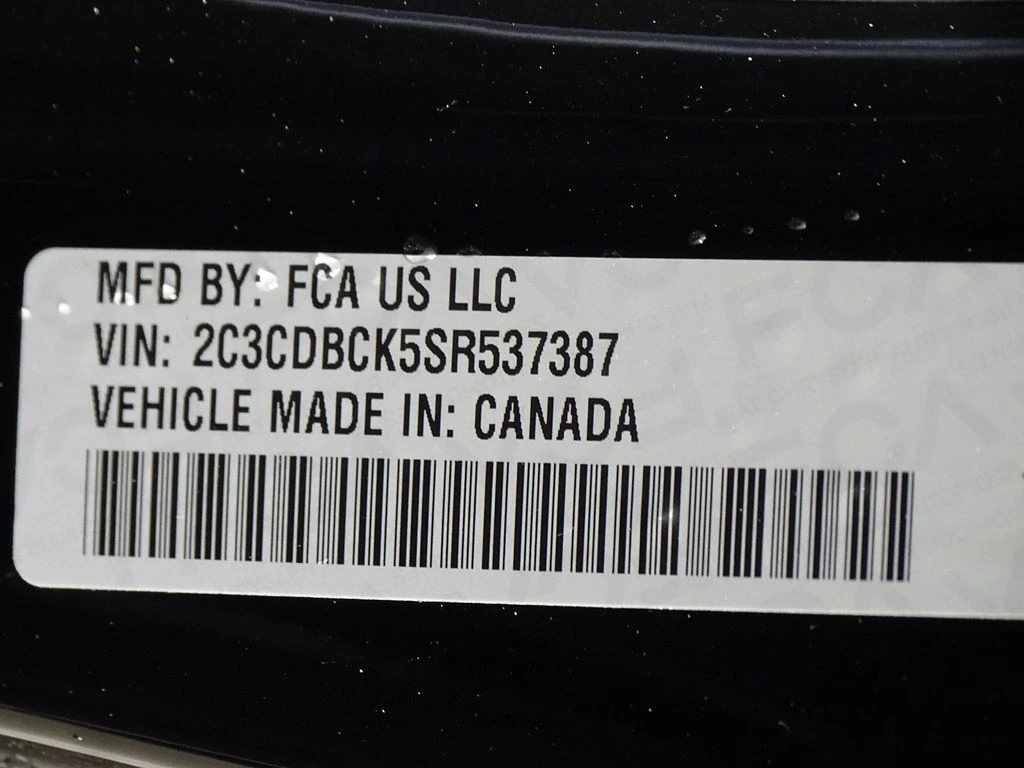 MFD BY: FCA US LLC
VIN: 2C3CDBCK5SR537387
VEHICLE MADE IN: CANADA